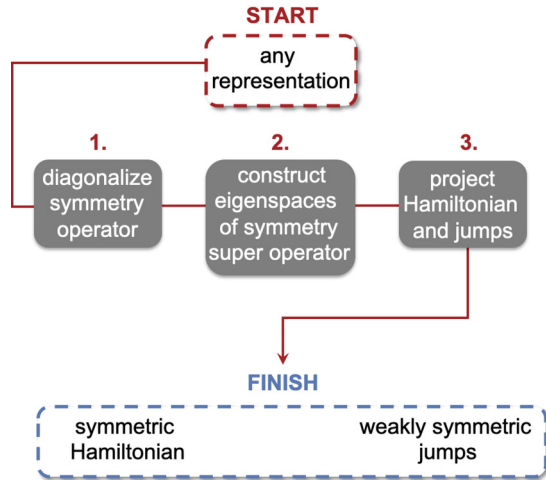 START
any
representation
1.
diagonalize
symmetry
operator
2.
construct
eigenspaces
of symmetry
super operator
3.
project
Hamiltonian
and jumps
FINISH
symmetric
Hamiltonian
weakly symmetric
jumps